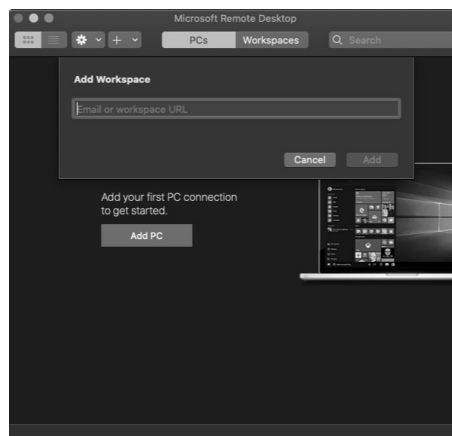 Microsoft Remote Desktop
PCs
Workspaces
Search
Add Workspace
Email or workspace URL
Cancel
Add
Add your first PC connection
to get started.
Add PC